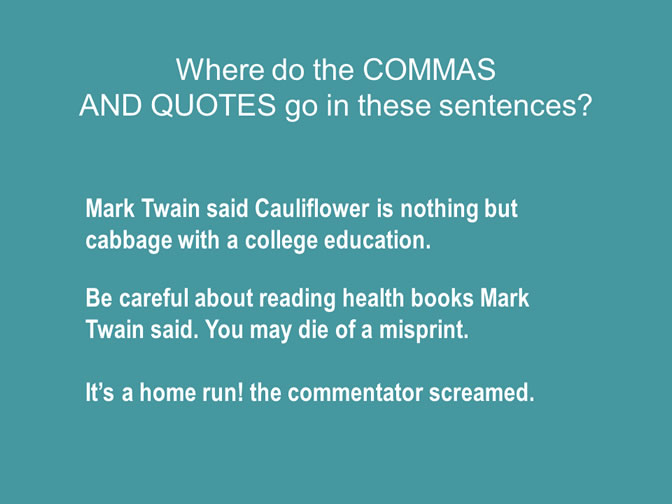 Where do the COMMAS
AND QUOTES go in these sentences?
Mark Twain said Cauliflower is nothing but
cabbage with a college education.
Be careful about reading health books Mark
Twain said. You may die of a misprint.
It’s a home run! the commentator screamed.